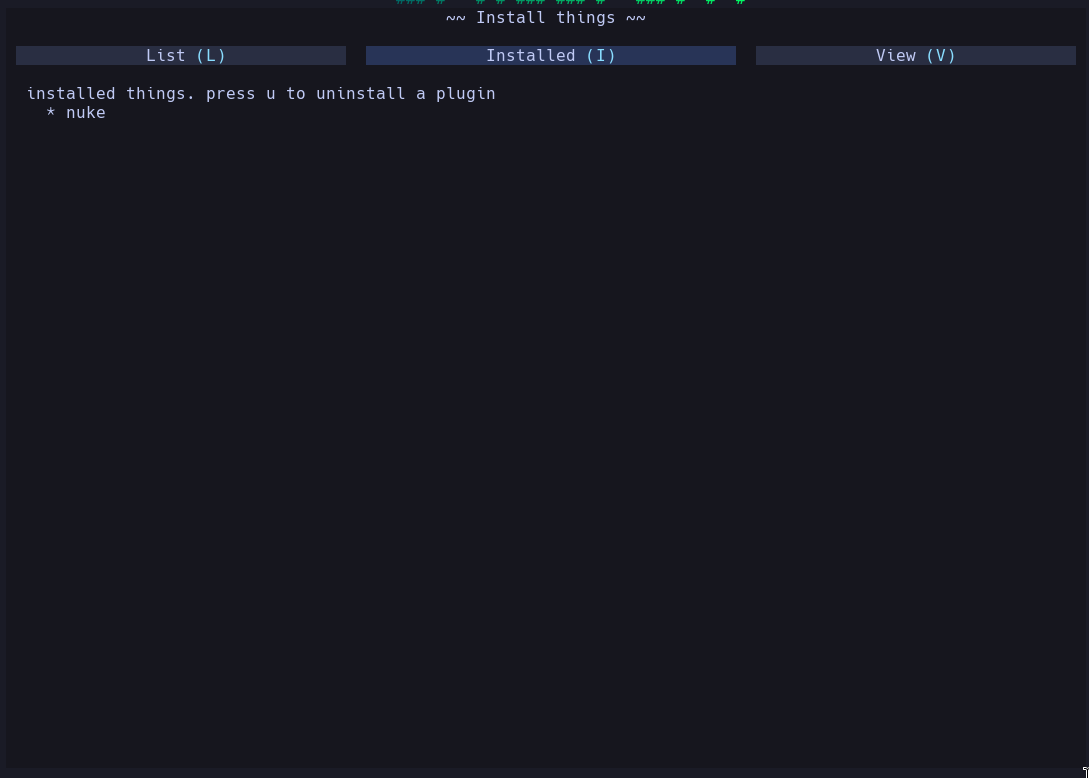 ~~ Install things ~~
List (L) Installed (I) View (V)
installed things. press u to uninstall a plugin
* nuke